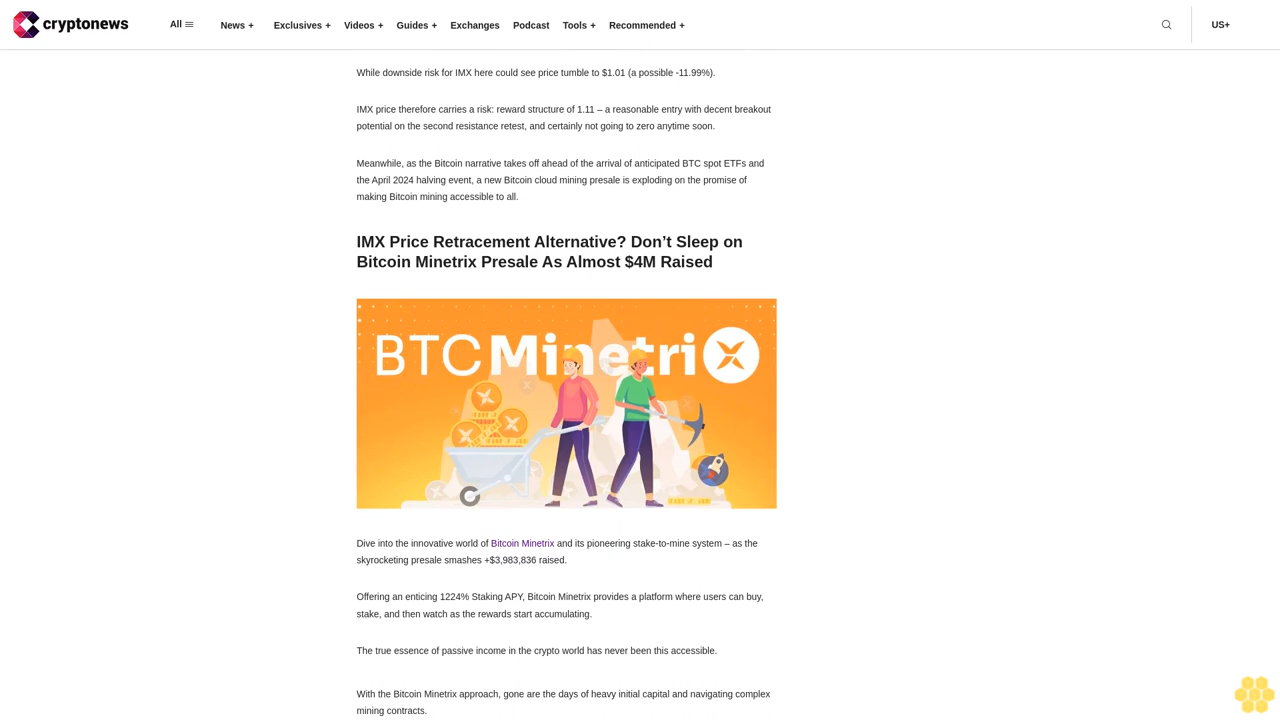 cryptonews
All
News +
Exclusives +
Videos +
Guides +
Exchanges
Podcast
Tools +
Recommended +
US+
While downside risk for IMX here could see price tumble to $1.01 (a possible -11.99%).
IMX price therefore carries a risk: reward structure of 1.11 – a reasonable entry with decent breakout
potential on the second resistance retest, and certainly not going to zero anytime soon.
Meanwhile, as the Bitcoin narrative takes off ahead of the arrival of anticipated BTC spot ETFs and
the April 2024 halving event, a new Bitcoin cloud mining presale is exploding on the promise of
making Bitcoin mining accessible to all.
IMX Price Retracement Alternative? Don’t Sleep on
Bitcoin Minetrix Presale As Almost $4M Raised
BTCMinetriX
Dive into the innovative world of Bitcoin Minetrix and its pioneering stake-to-mine system – as the
skyrocketing presale smashes +$3,983,836 raised.
Offering an enticing 1224% Staking APY, Bitcoin Minetrix provides a platform where users can buy,
stake, and then watch as the rewards start accumulating.
The true essence of passive income in the crypto world has never been this accessible.
With the Bitcoin Minetrix approach, gone are the days of heavy initial capital and navigating complex
mining contracts.